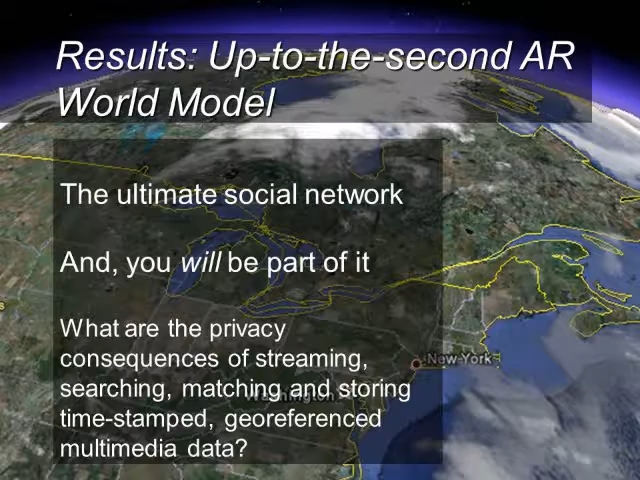 Results: Up-to-the-second AR
World Model
The ultimate social network
And, you will be part of it
What are the privacy
consequences of streaming,
searching, matching and storing
time-stamped, georeferenced
multimedia data?
New York
Washington